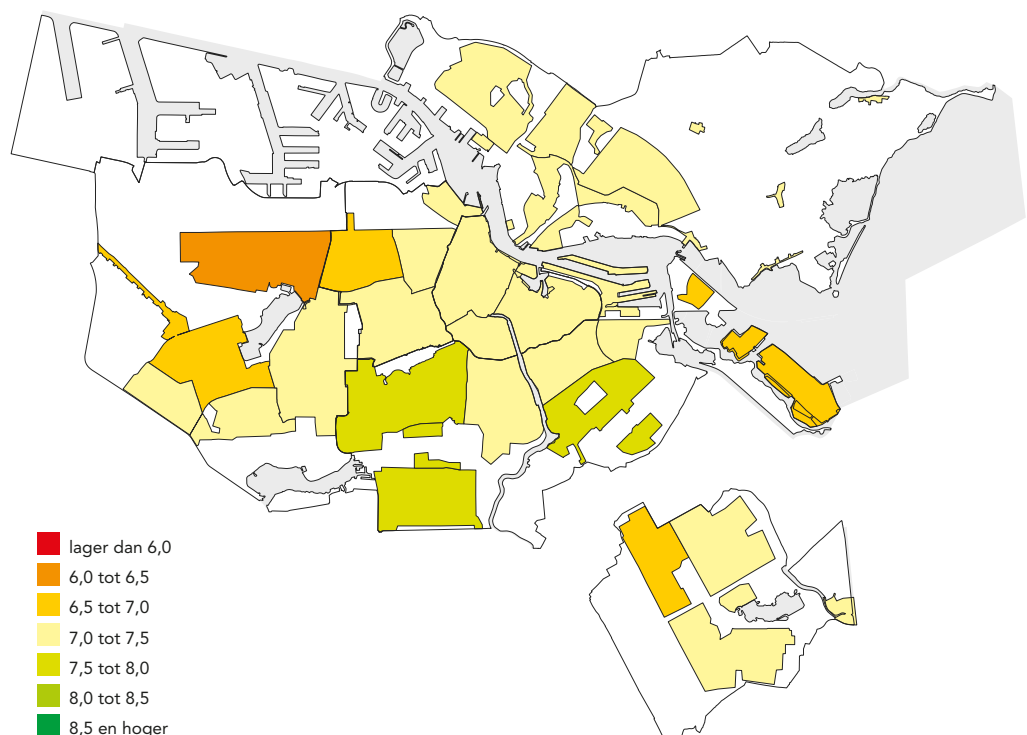 lager dan 6,0
6,0 tot 6,5
6,5 tot 7,0
7,0 tot 7,5
7,5 tot 8,0
8,0 tot 8,5
8,5 en hoger